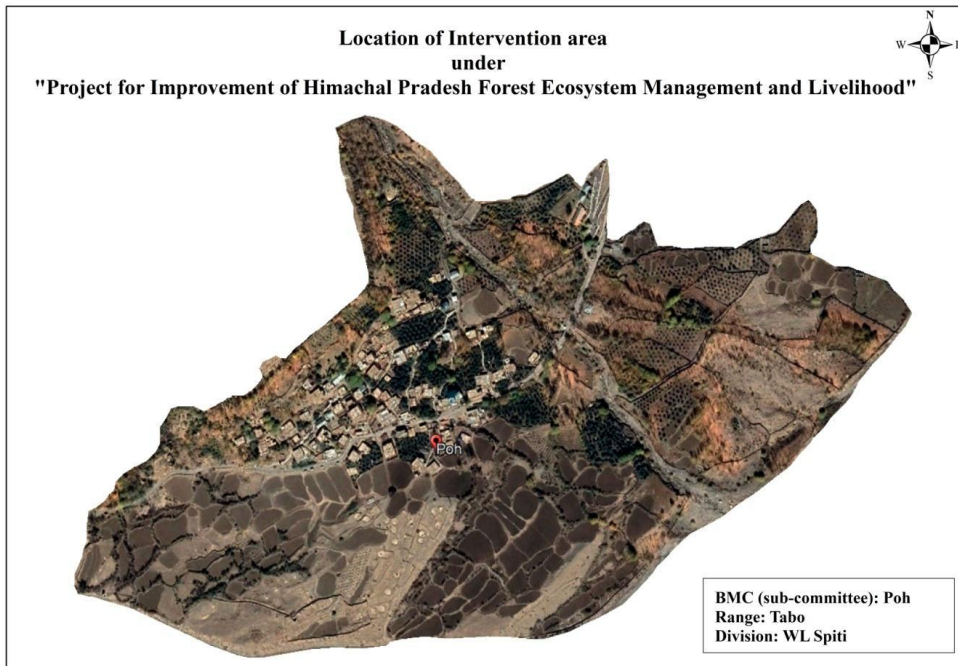 Location of Intervention area
under
"Project for Improvement of Himachal Pradesh Forest Ecosystem Management and Livelihood"
N
W
S
Poh
BMC (sub-committee): Poh
Range: Tabo
Division: WL Spiti